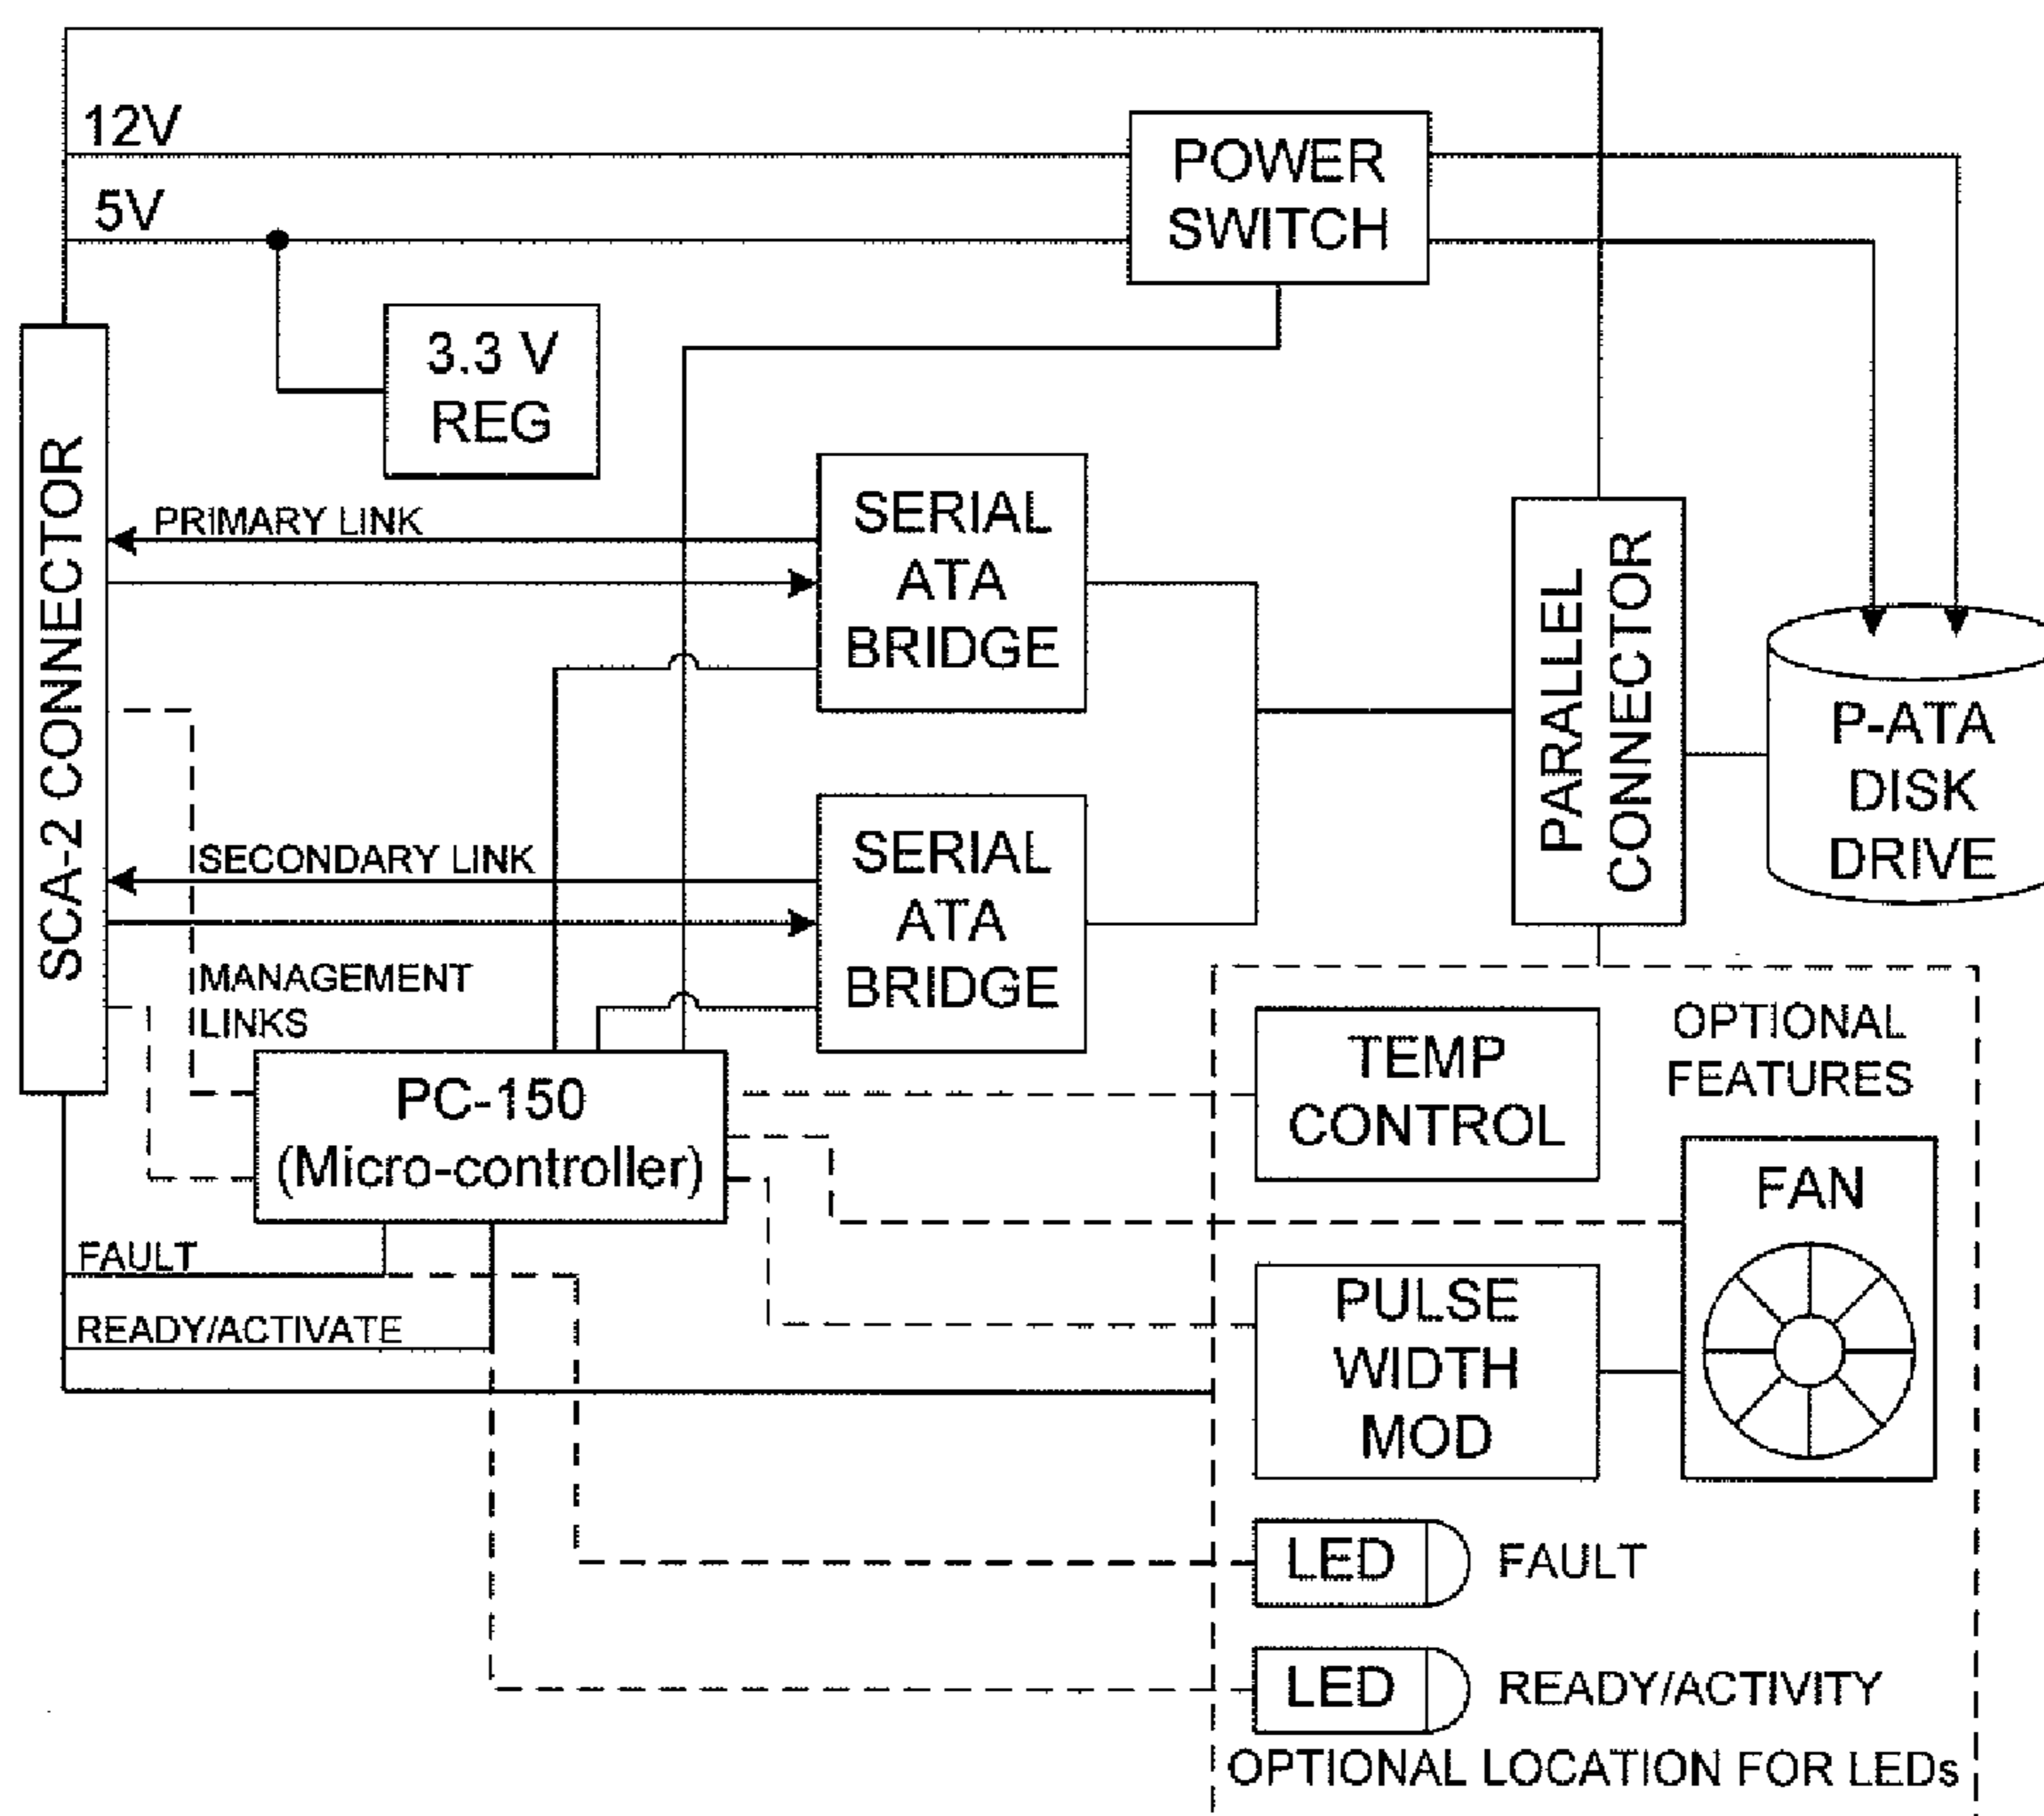 12V
5V
POWER
SWITCH
3.3 V
REG
SCA-2 CONNECTOR
PRIMARY LINK
SERIAL
ATA
BRIDGE
PARALLEL
CONNECTOR
P-ATA
DISK
DRIVE
SECONDARY LINK
SERIAL
ATA
BRIDGE
MANAGEMENT
LINKS
PC-150
(Micro-controller)
TEMP
CONTROL
OPTIONAL
FEATURES
FAN
FAULT
READY/ACTIVATE
PULSE
WIDTH
MOD
LED FAULT
LED READY/ACTIVITY
OPTIONAL LOCATION FOR LEDs